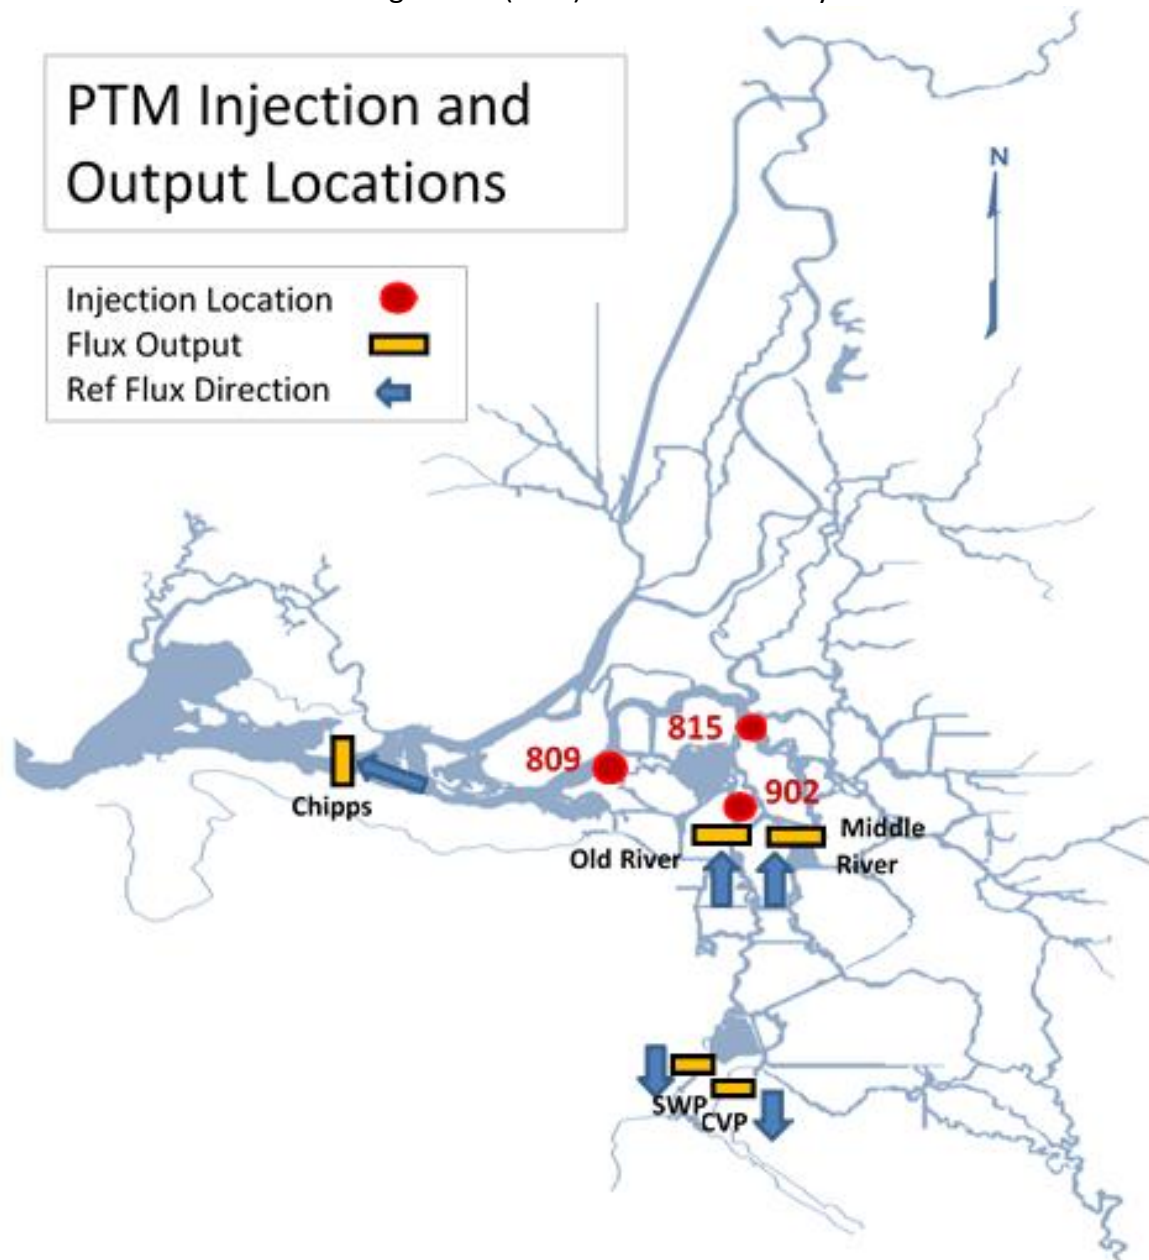 PTM Injection and
Output Locations
N
Injection Location
Flux Output
Ref Flux Direction
815
809
902
Chipps
Middle
River
Old River
SWP
CVP